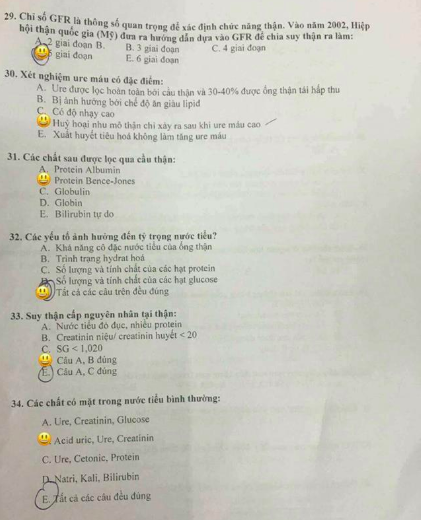 29. Chỉ số GFR là thông số quan trọng để xác định chức năng thận. Vào năm 2002, Hiệp
hội thận quốc gia (Mỹ) đưa ra hướng dẫn dựa vào GFR để chia suy thận ra làm:
A. 2 giai đoạn B. B. 3 giai đoạn C. 4 giai đoạn
5 giai đoạn E. 6 giai đoạn
30. Xét nghiệm ure máu có đặc điểm:
A. Ure được lọc hoàn toàn bởi cầu thận và 30-40% được ống thận tái hấp thu
B. Bị ảnh hưởng bởi chế độ ăn giàu lipid
C. Có độ nhạy cao
Huỷ hoại nhu mô thận chỉ xảy ra sau khi ure máu cao
E. Xuất huyết tiêu hoá không làm tăng ure máu
31. Các chất sau được lọc qua cầu thận:
A. Protein Albumin
Protein Bence-Jones
C. Globulin
D. Globin
E. Bilirubin tự do
32. Các yếu tố ảnh hưởng đến tỷ trọng nước tiểu?
A. Khả năng cô đặc nước tiểu của ống thận
B. Trình trạng hydrat hoá
C. Số lượng và tính chất của các hạt protein
D. Số lượng và tính chất của các hạt glucose
Tất cả các câu trên đều đúng
33. Suy thận cấp nguyên nhân tại thận:
A. Nước tiểu đỏ đục, nhiều protein
B. Creatinin niệu/ creatinin huyết < 20
C. SG < 1,020
Câu A, B đúng
E. Câu A, C đúng
34. Các chất có mặt trong nước tiểu bình thường:
A. Ure, Creatinin, Glucose
Acid uric, Ure, Creatinin
C. Ure, Cetonic, Protein
D. Natri, Kali, Bilirubin
E. Tất cả các câu đều đúng